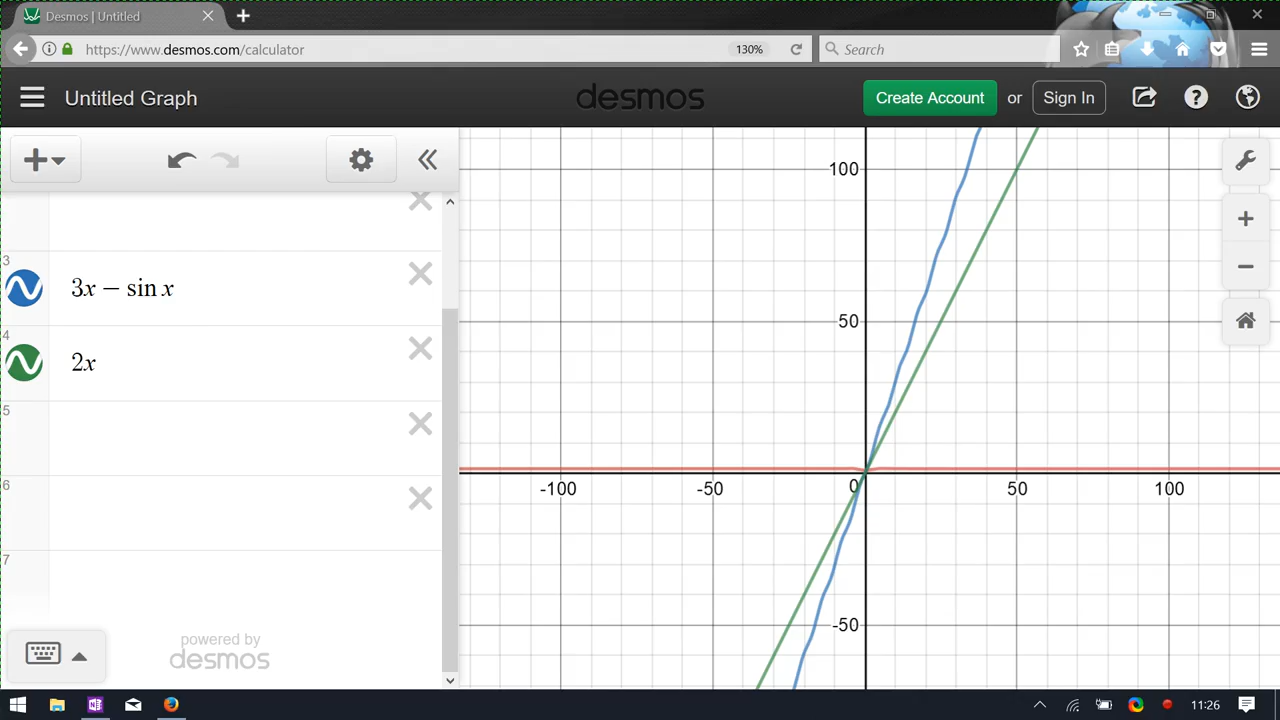 Desmos | Untitled
https://www.desmos.com/calculator
130%
Search
Untitled Graph
desmos
Create Account
or
Sign In
3
3x − sin x
4
2x
5
6
7
powered by
desmos
100
50
-100
-50
0
50
100
-50
11:26